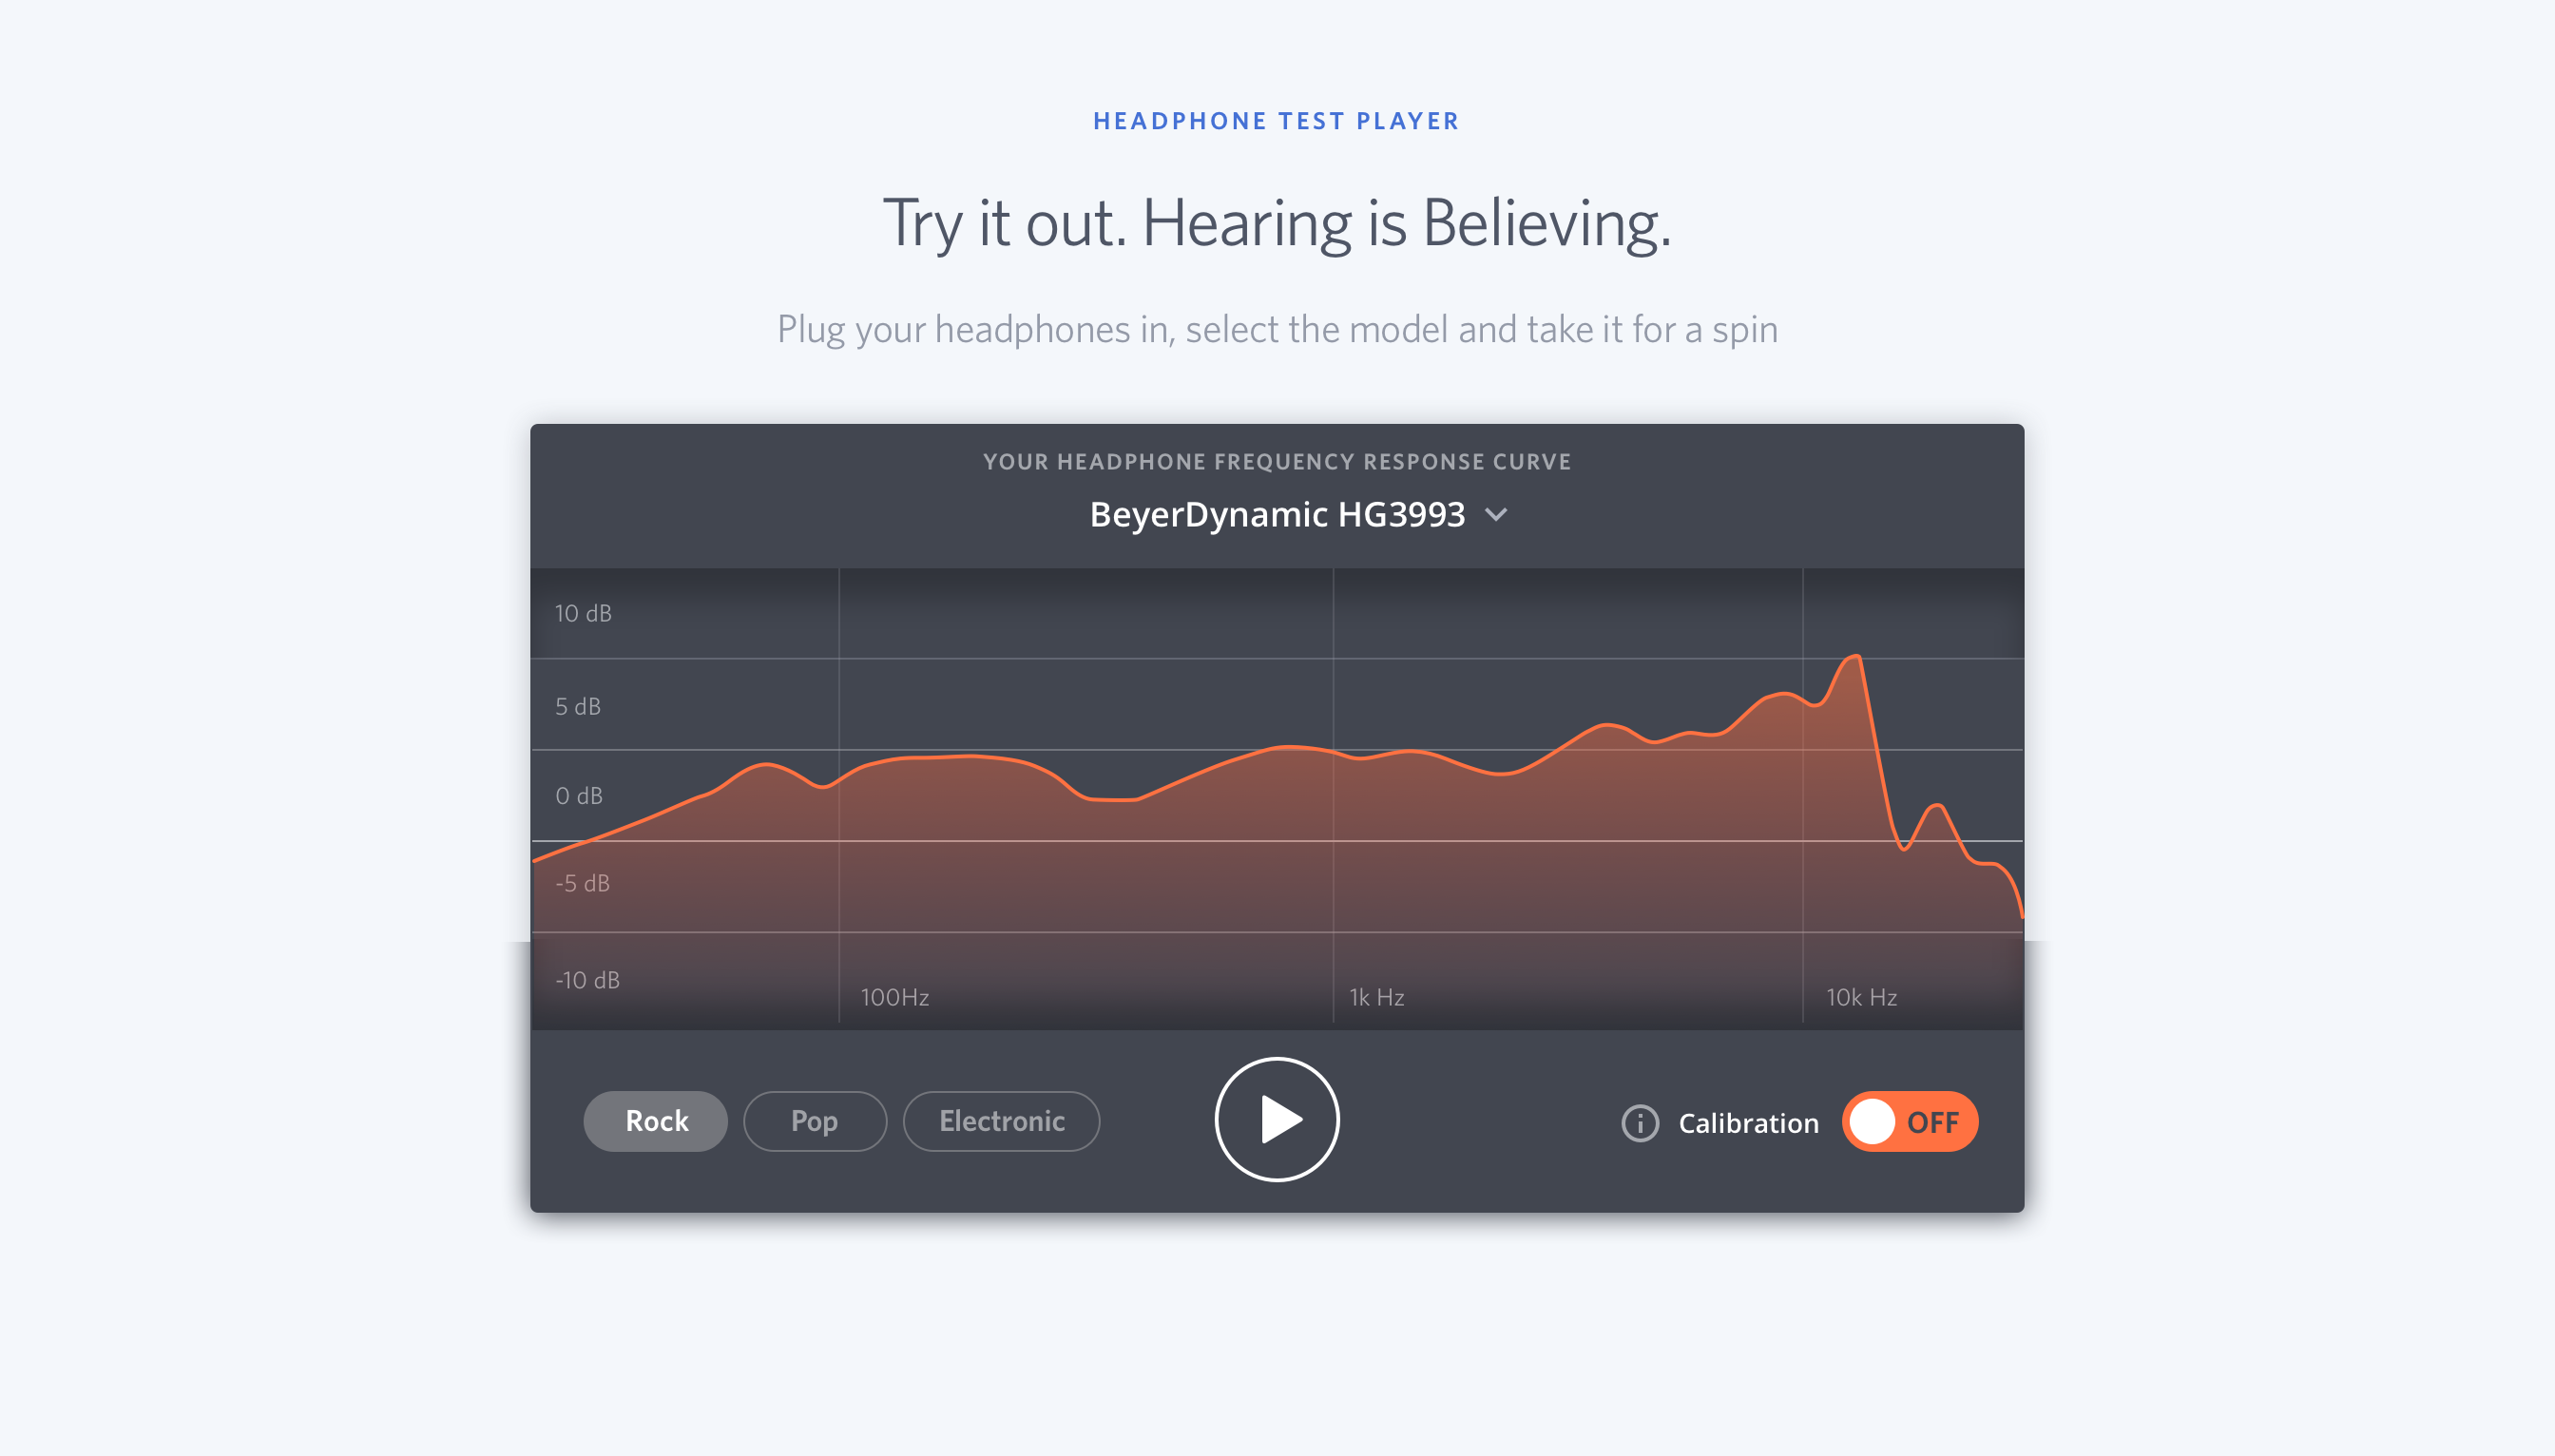 HEADPHONE TEST PLAYER
Try it out. Hearing is Believing.
Plug your headphones in, select the model and take it for a spin
YOUR HEADPHONE FREQUENCY RESPONSE CURVE
BeyerDynamic HG3993
10 dB
5 dB
0 dB
-5 dB
-10 dB
100Hz
1k Hz
10k Hz
Rock
Pop
Electronic
Calibration
OFF